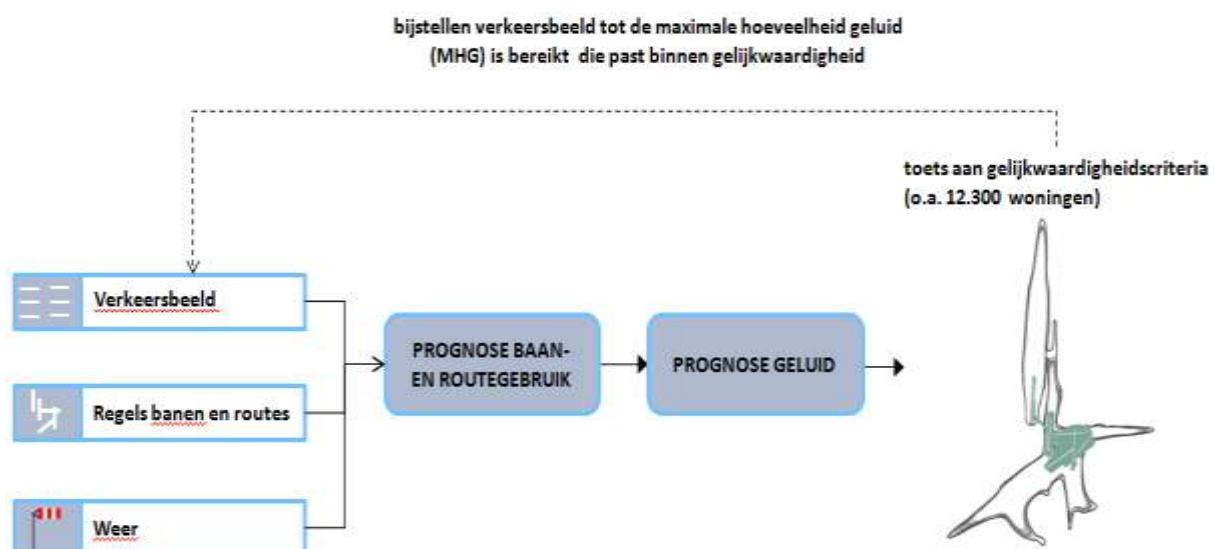 bijstellen verkeersbeeld tot de maximale hoeveelheid geluid
(MHG) is bereikt die past binnen gelijkwaardigheid
toets aan gelijkwaardigheidscriteria
(o.a. 12.300 woningen)
Verkeersbeeld
PROGNOSE BAAN-
EN ROUTEGEBRUIK
PROGNOSE GELUID
Regels banen en routes
Weer